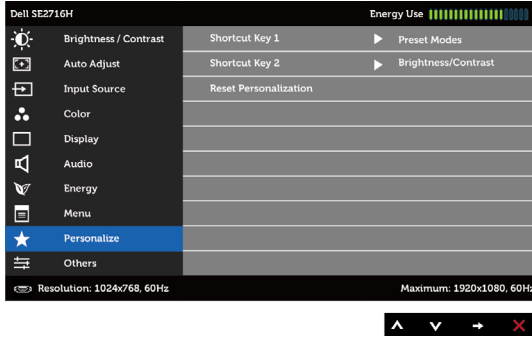 Dell SE2716H Energy Use
Brightness / Contrast Shortcut Key 1 Preset Modes
Auto Adjust Shortcut Key 2 Brightness/Contrast
Input Source Reset Personalization
Color
Display
Audio
Energy
Menu
Personalize
Others
Resolution: 1024x768, 60Hz Maximum: 1920x1080, 60Hz